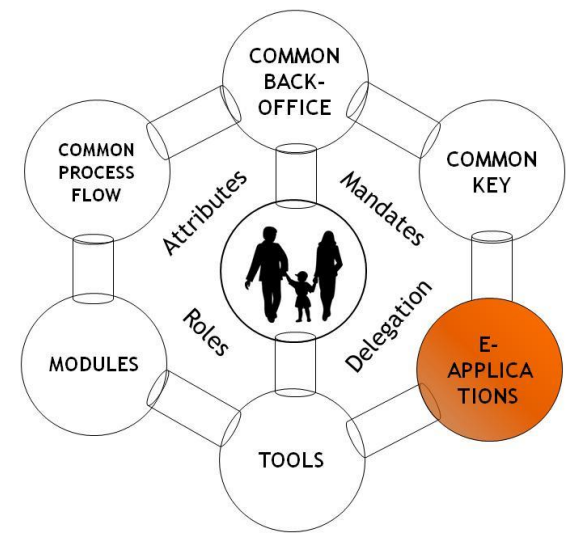 COMMON
BACK-
OFFICE
COMMON
PROCESS
FLOW
COMMON
KEY
Attributes
Mandates
Roles
Delegation
MODULES
E-
APPLICA
TIONS
TOOLS